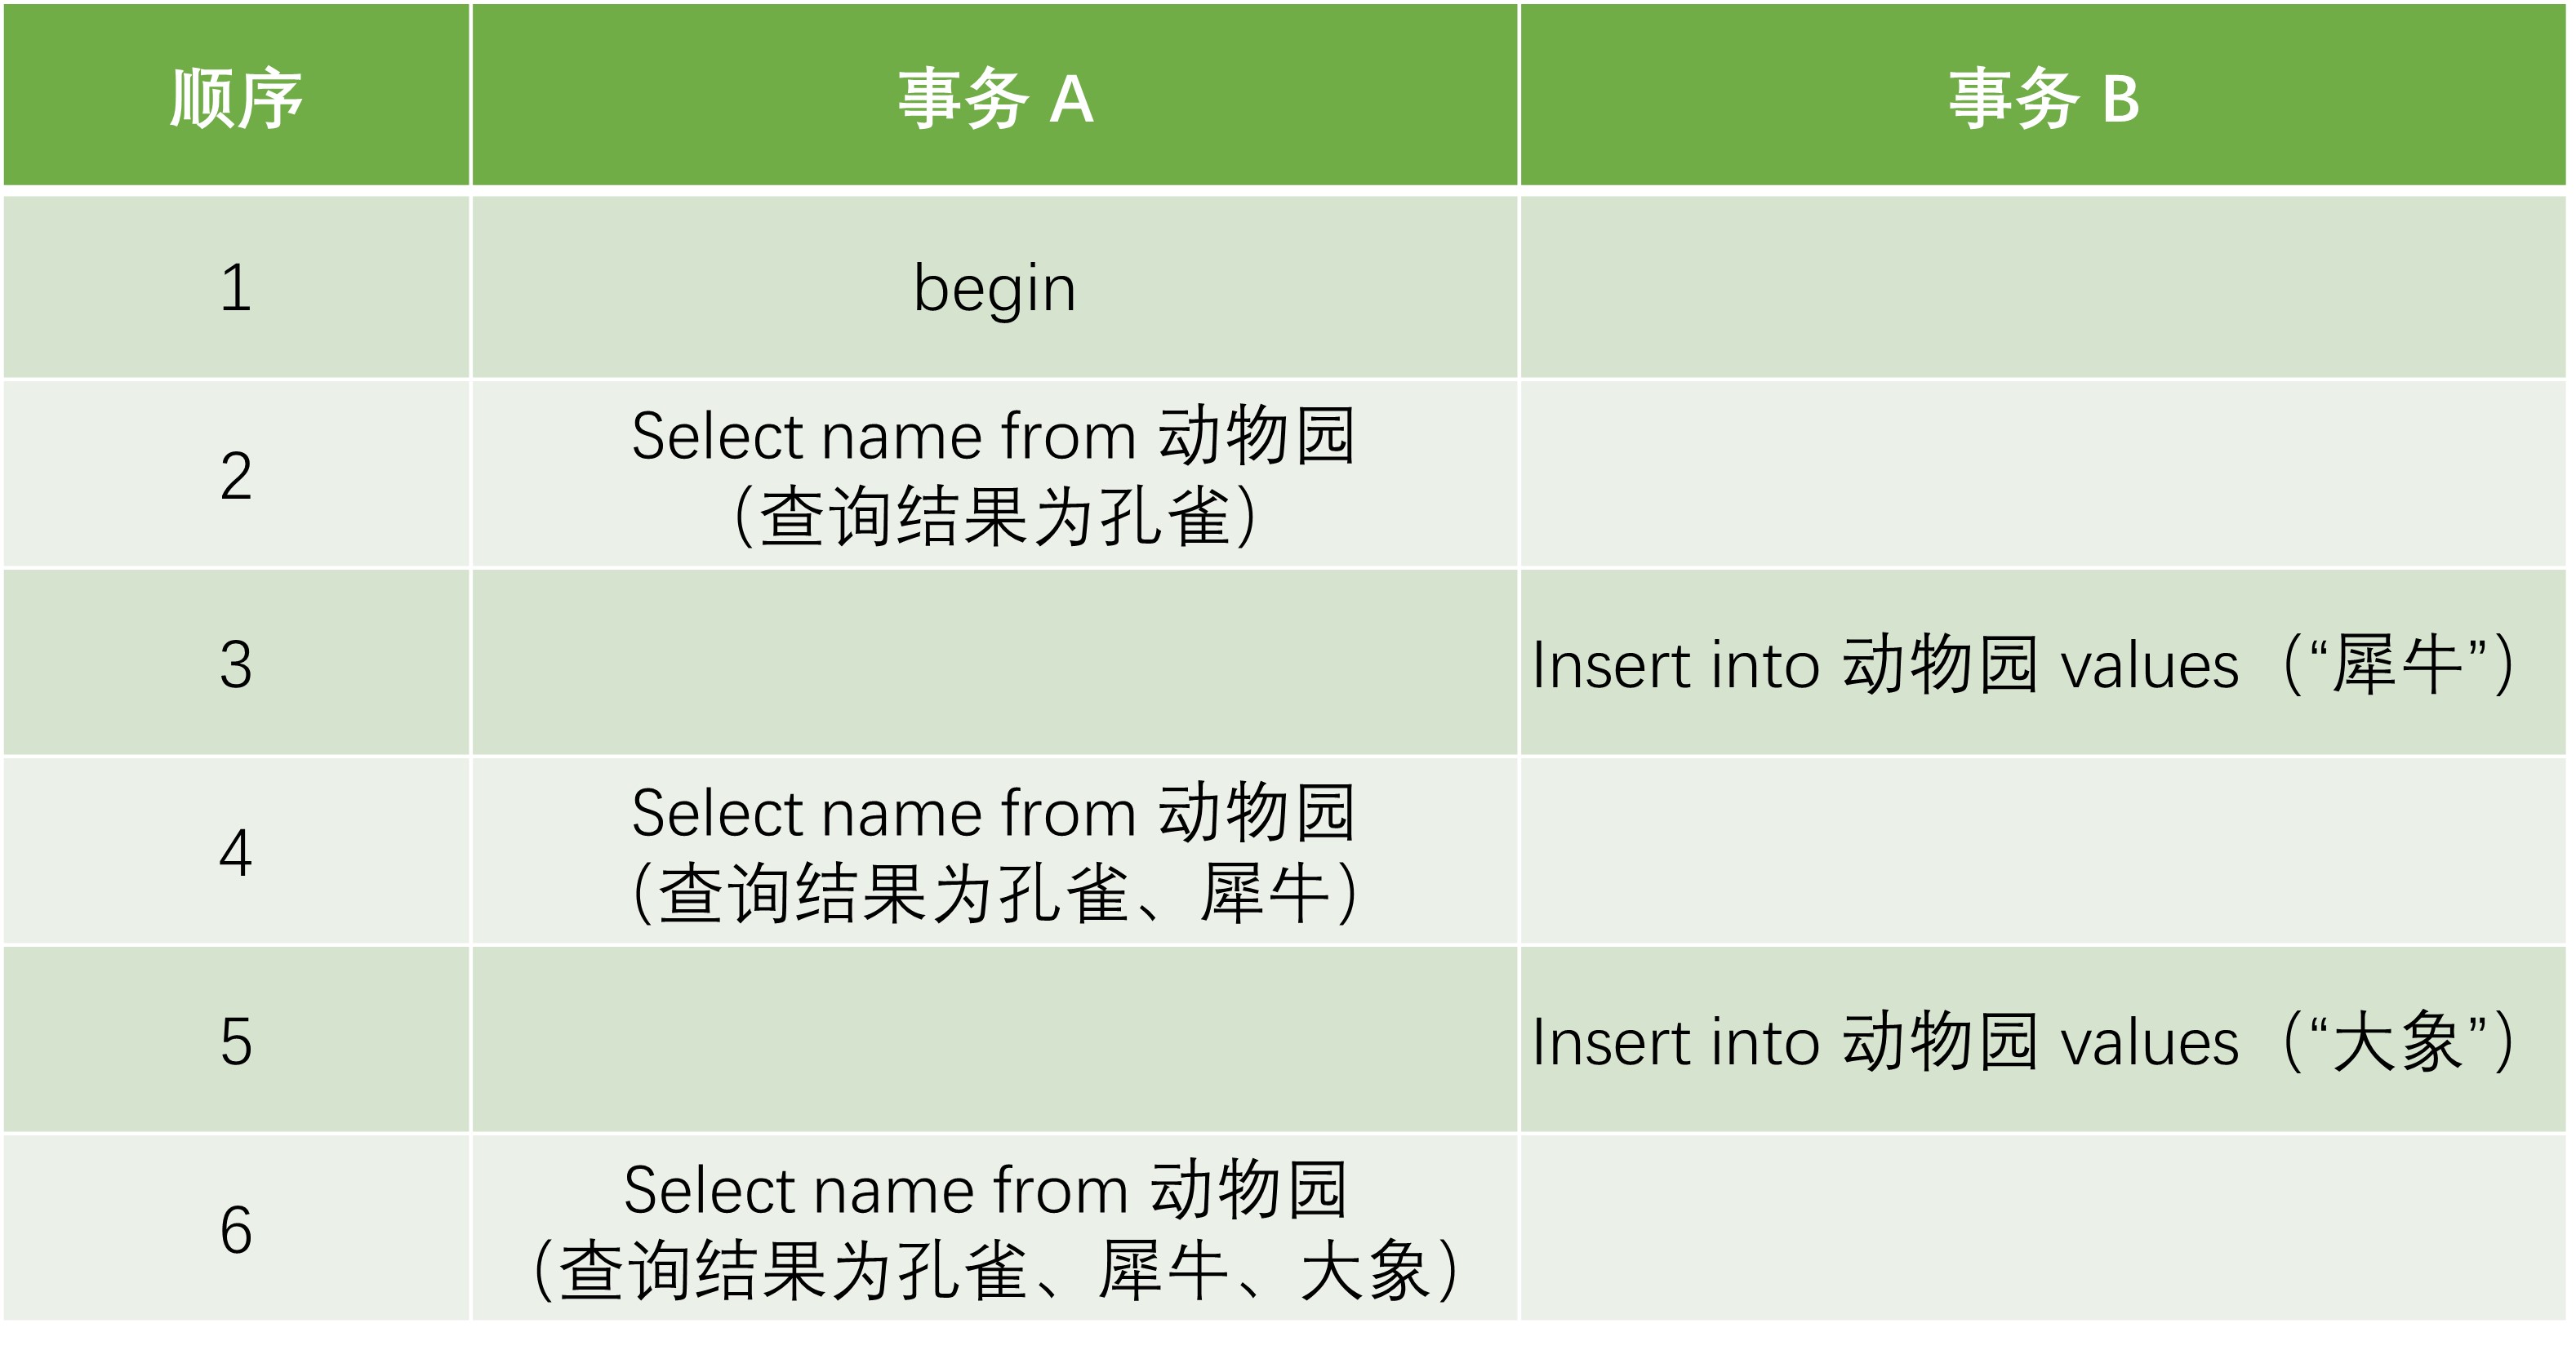 顺序 事务 A 事务 B
1 begin
Select name from 动物园
2
（查询结果为孔雀）
3 Insert into 动物园 values（“犀牛”）
Select name from 动物园
4
（查询结果为孔雀、犀牛）
5 Insert into 动物园 values（“大象”）
Select name from 动物园
6
（查询结果为孔雀、犀牛、大象）